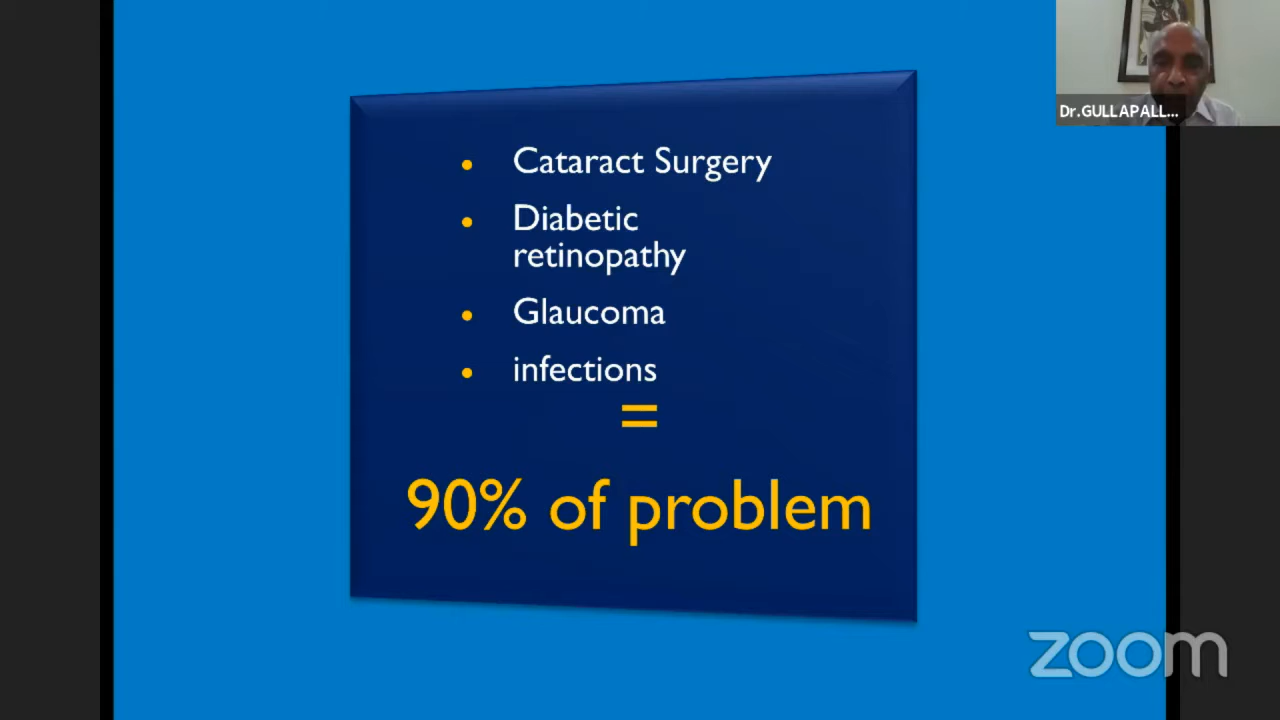 Dr.GULLAPALL...
• Cataract Surgery
• Diabetic
retinopathy
• Glaucoma
• infections
=
90% of problem
zoom